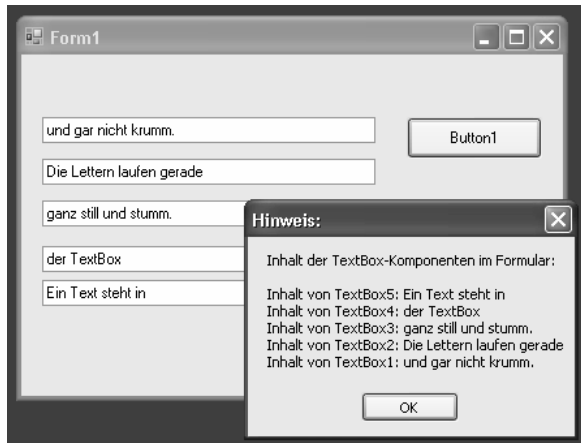 Form1
und gar nicht krumm.
Button1
Die Lettern laufen gerade
ganz still und stumm.
der TextBox
Ein Text steht in
Hinweis:
Inhalt der TextBox-Komponenten im Formular:
Inhalt von TextBox5: Ein Text steht in
Inhalt von TextBox4: der TextBox
Inhalt von TextBox3: ganz still und stumm.
Inhalt von TextBox2: Die Lettern laufen gerade
Inhalt von TextBox1: und gar nicht krumm.
OK